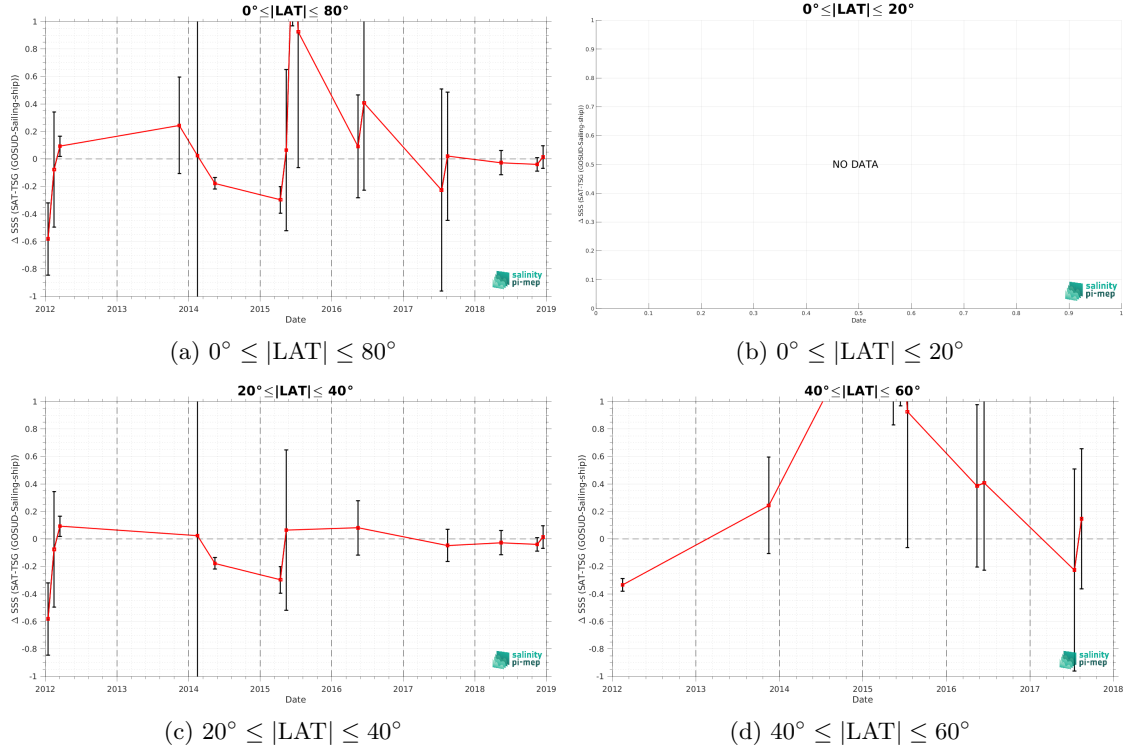 0°≤|LAT|≤ 80°
Δ SSS (SAT-TSG (GOSUD-Sailing-ship))
1
0.8
0.6
0.4
0.2
0
-0.2
-0.4
-0.6
-0.8
-1
salinity
pi-mep
2012 2013 2014 2015 2016 2017 2018 2019
Date
(a) 0° ≤ |LAT| ≤ 80°
0°≤|LAT|≤ 20°
Δ SSS (SAT-TSG (GOSUD-Sailing-ship))
1
0.9
0.8
0.7
0.6
0.5
0.4
0.3
0.2
0.1
0
NO DATA
salinity
pi-mep
0 0.1 0.2 0.3 0.4 0.5 0.6 0.7 0.8 0.9 1
Date
(b) 0° ≤ |LAT| ≤ 20°
20°≤|LAT|≤ 40°
Δ SSS (SAT-TSG (GOSUD-Sailing-ship))
1
0.8
0.6
0.4
0.2
0
-0.2
-0.4
-0.6
-0.8
-1
salinity
pi-mep
2012 2013 2014 2015 2016 2017 2018 2019
Date
(c) 20° ≤ |LAT| ≤ 40°
40°≤|LAT|≤ 60°
Δ SSS (SAT-TSG (GOSUD-Sailing-ship))
1
0.8
0.6
0.4
0.2
0
-0.2
-0.4
-0.6
-0.8
-1
salinity
pi-mep
2012 2013 2014 2015 2016 2017 2018
Date
(d) 40° ≤ |LAT| ≤ 60°